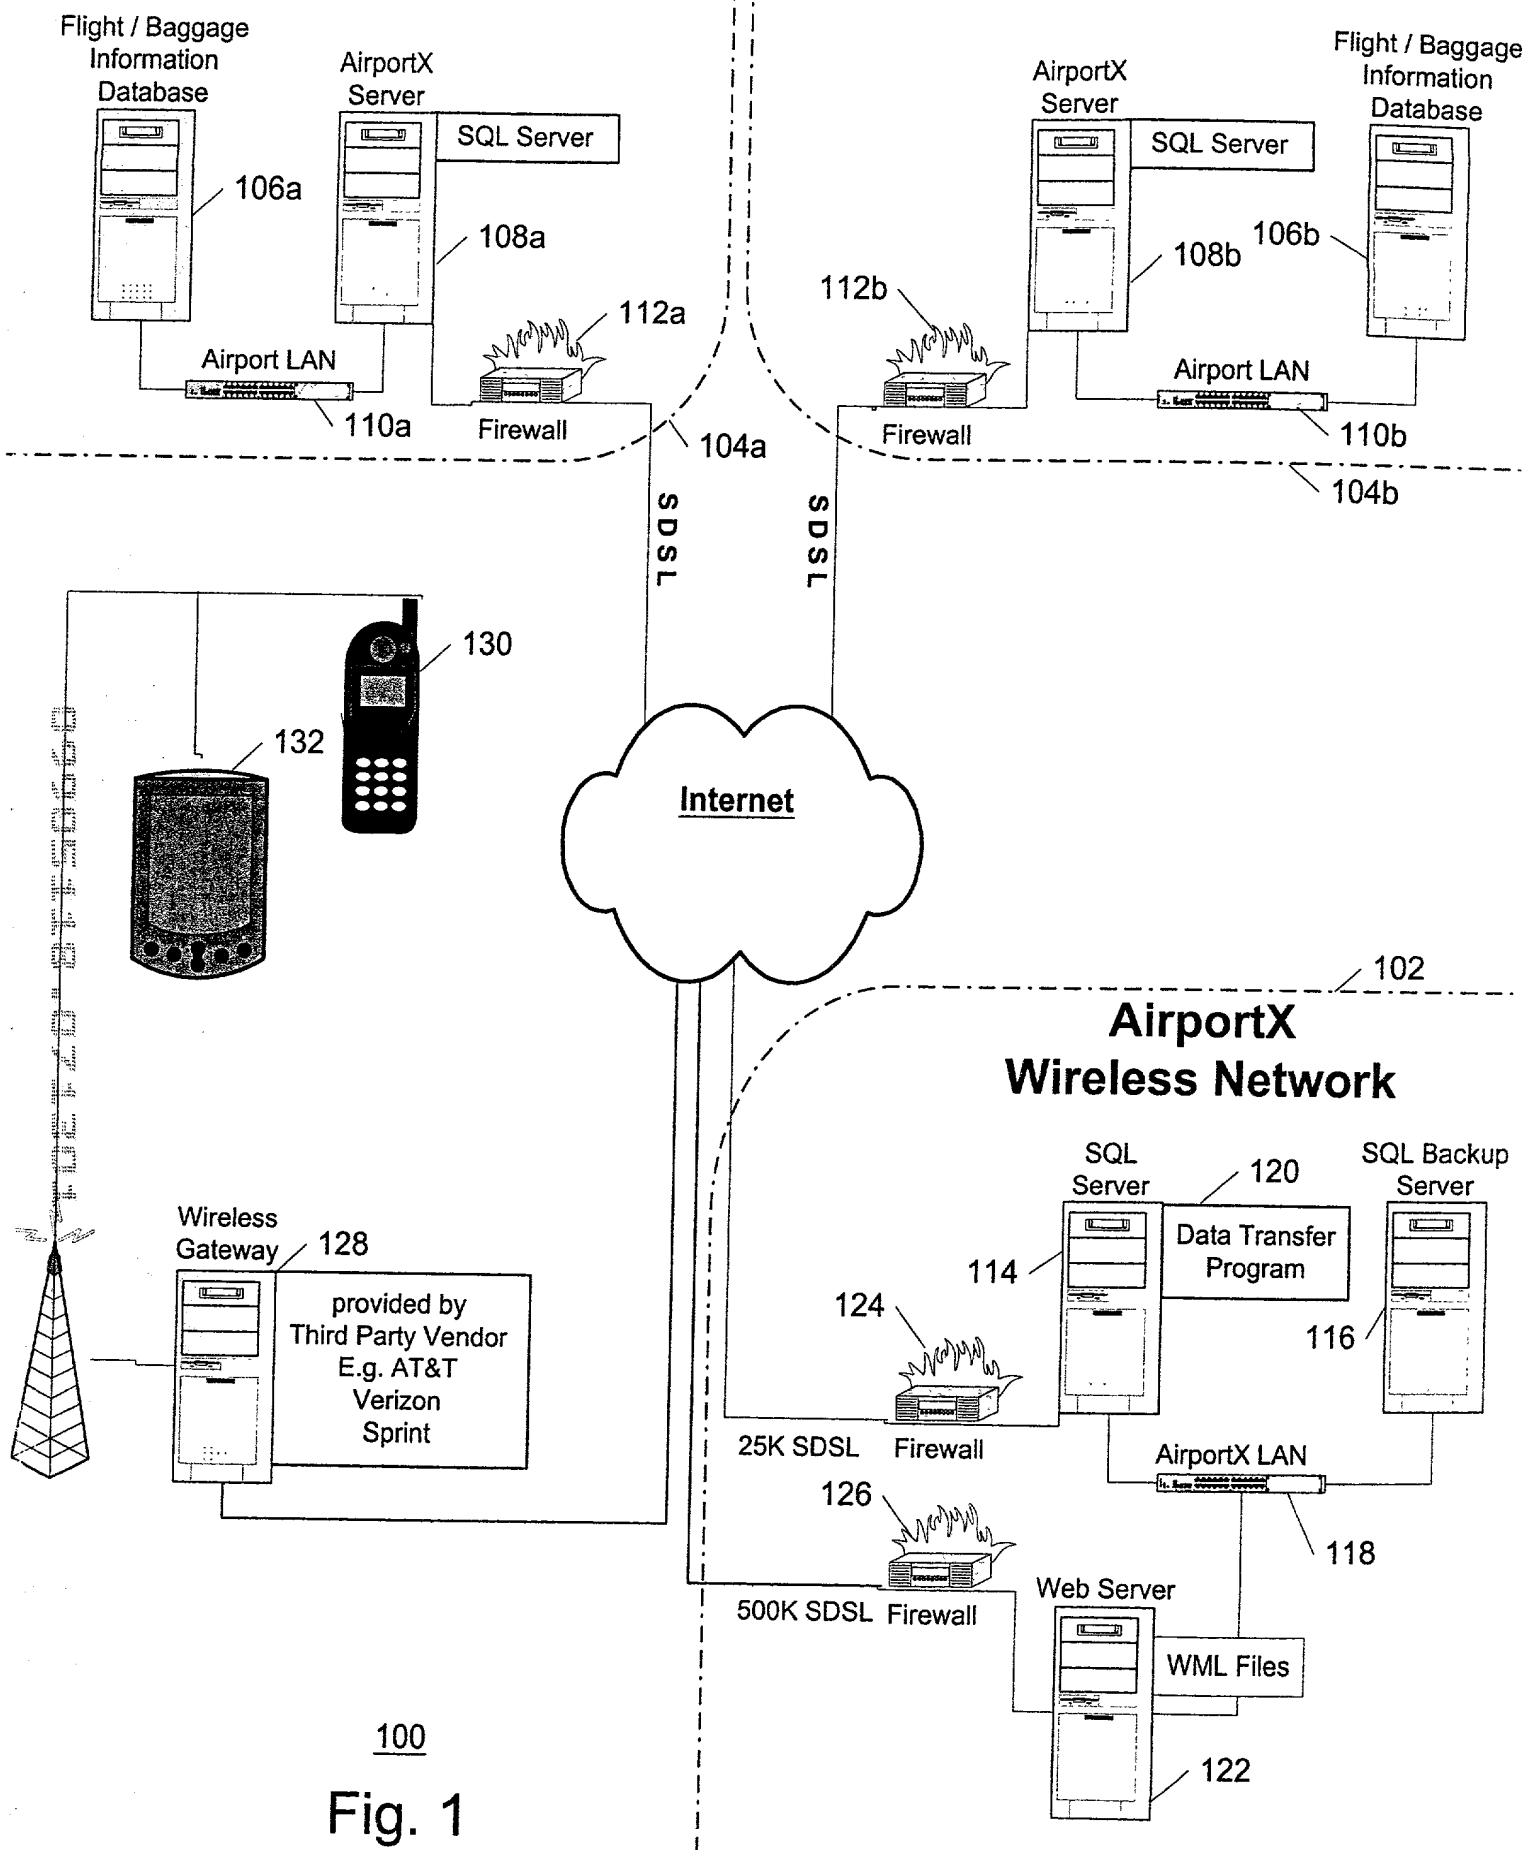 Flight / Baggage
Information
Database
AirportX
Server
SQL Server
106a
108a
112a
Airport LAN
110a
Firewall
104a
SDSL
AirportX
Server
SQL Server
Flight / Baggage
Information
Database
106b
108b
112b
Airport LAN
110b
Firewall
104b
SDSL
130
132
Internet
102
AirportX
Wireless Network
SQL
Server
120
SQL Backup
Server
Data Transfer
Program
114
116
124
25K SDSL
Firewall
AirportX LAN
118
126
500K SDSL
Firewall
Web Server
WML Files
122
Wireless
Gateway
128
provided by
Third Party Vendor
E.g. AT&T
Verizon
Sprint
100
Fig. 1